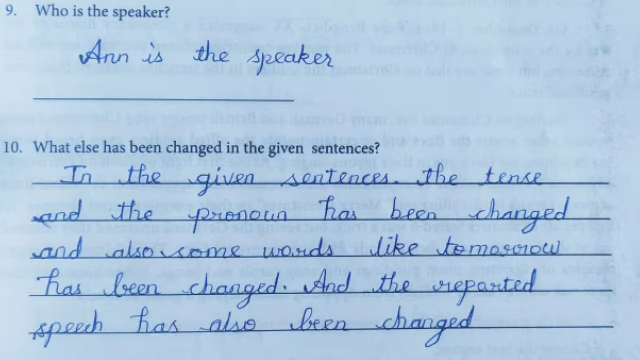 9. Who is the speaker?
Ann is the speaker
10. What else has been changed in the given sentences?
In the given sentences. the tense
and the pronoun has been changed
and also some words like tomorrow
has been changed. And the reported
speech has also been changed